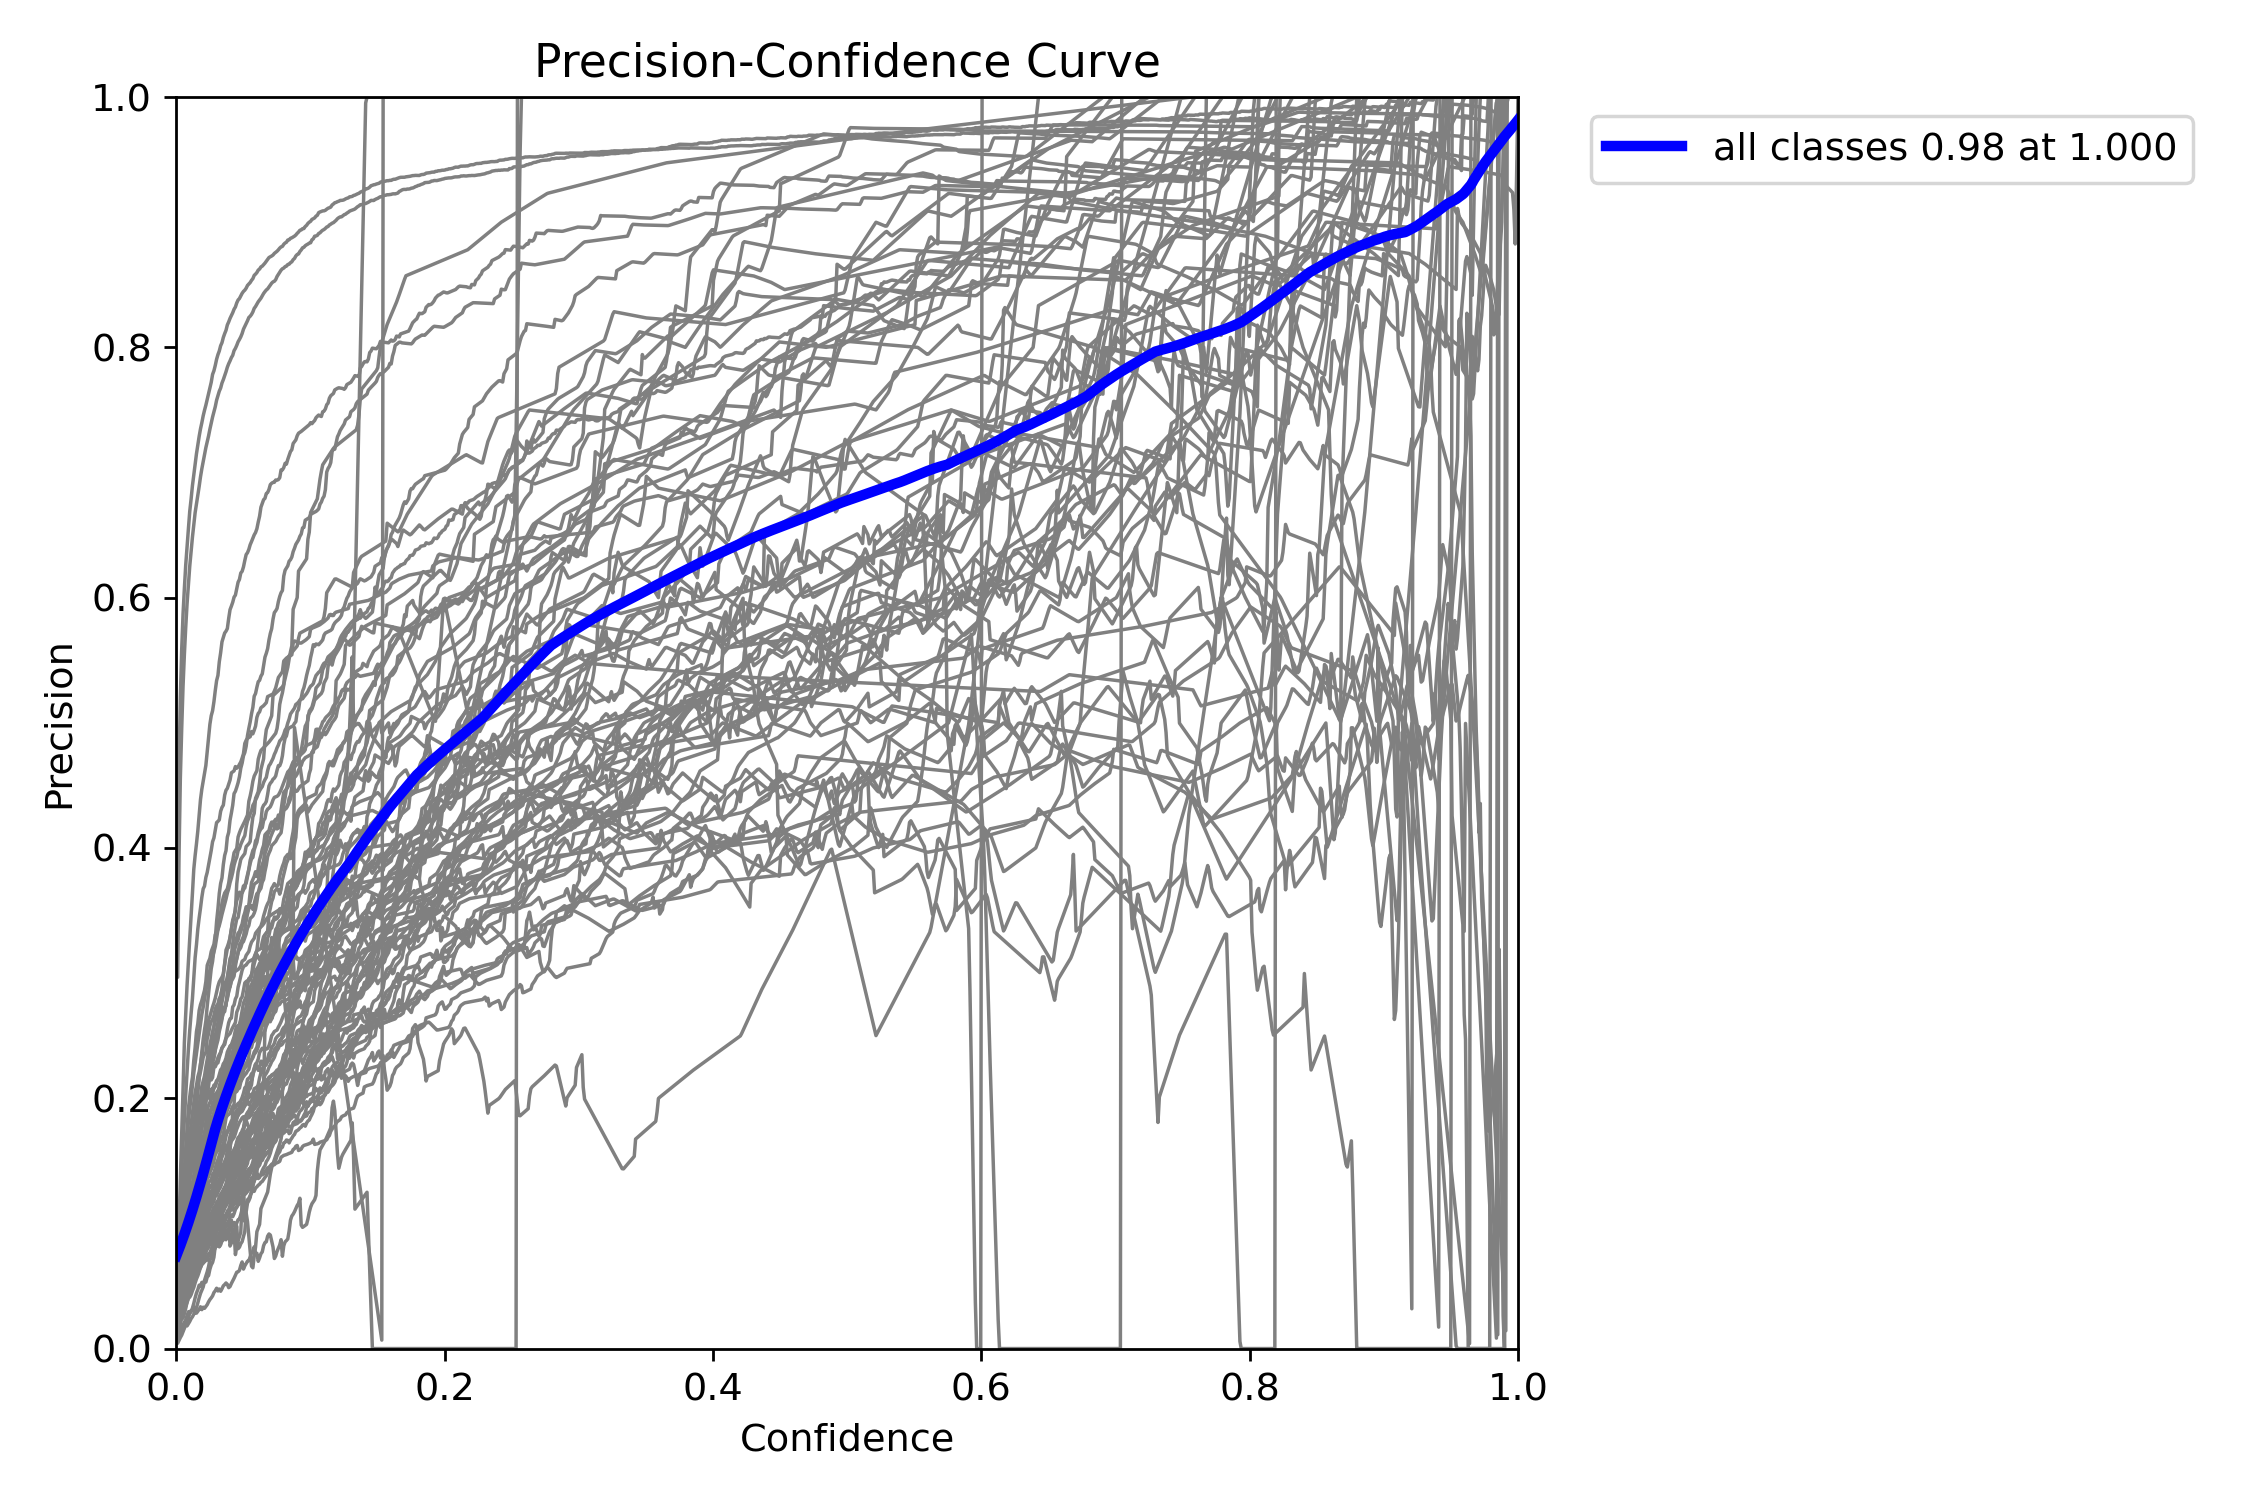 Precision-Confidence Curve
all classes 0.98 at 1.000
1.0
0.8
0.6
0.4
0.2
0.0
Precision
0.0 0.2 0.4 0.6 0.8 1.0
Confidence